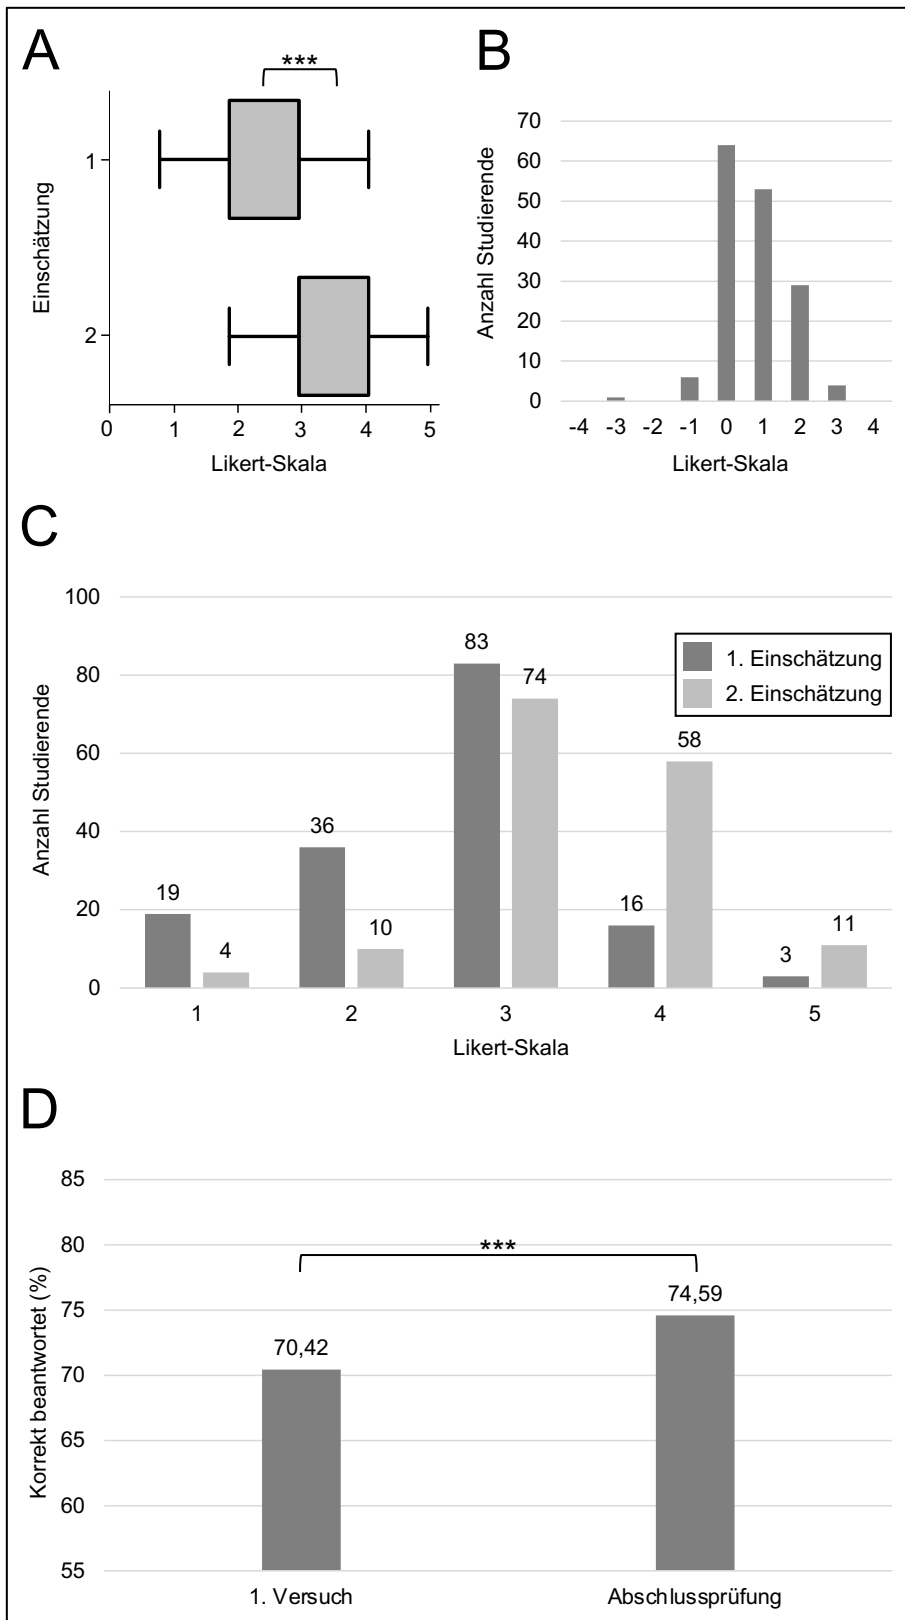 A
***
Einschätzung
1
2
0 1 2 3 4 5
Likert-Skala
B
Anzahl Studierende
70
60
50
40
30
20
10
0
-4 -3 -2 -1 0 1 2 3 4
Likert-Skala
C
Anzahl Studierende
100
80
60
40
20
0
1. Einschätzung
2. Einschätzung
19 4 36 10 83 74 16 58 3 11
1 2 3 4 5
Likert-Skala
D
Korrekt beantwortet (%)
85
80
75
70
65
60
55
***
70,42 74,59
1. Versuch Abschlussprüfung